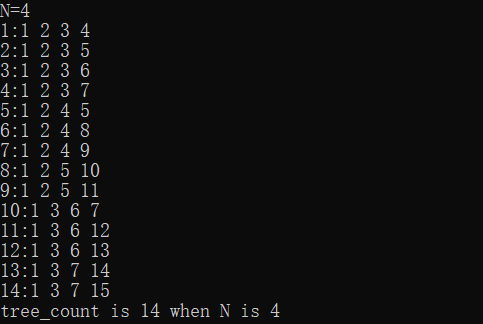 N=4
1:1 2 3 4
2:1 2 3 5
3:1 2 3 6
4:1 2 3 7
5:1 2 4 5
6:1 2 4 8
7:1 2 4 9
8:1 2 5 10
9:1 2 5 11
10:1 3 6 7
11:1 3 6 12
12:1 3 6 13
13:1 3 7 14
14:1 3 7 15
tree_count is 14 when N is 4